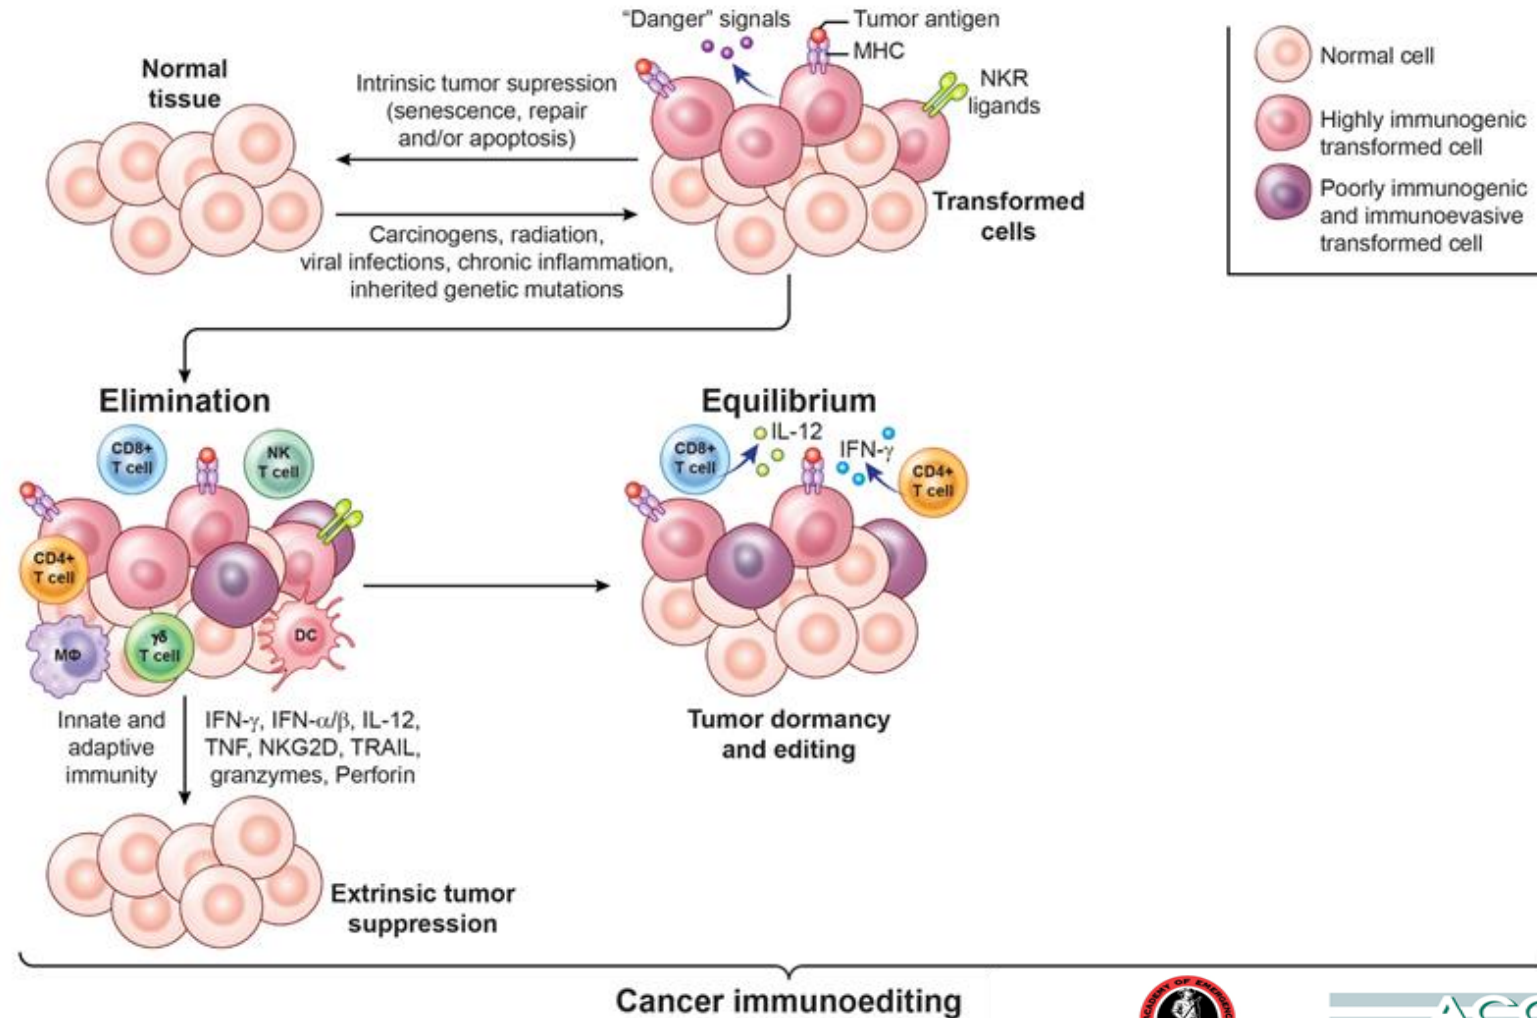 “Danger” signals
Tumor antigen
MHC
NKR
ligands
Normal
tissue
Intrinsic tumor supression
(senescence, repair
and/or apoptosis)
Carcinogens, radiation,
viral infections, chronic inflammation,
inherited genetic mutations
Transformed
cells
Normal cell
Highly immunogenic
transformed cell
Poorly immunogenic
and immunoevasive
transformed cell
Elimination
CD8+
T cell
NK
T cell
CD4+
T cell
MΦ
γδ
T cell
DC
Equilibrium
CD8+
T cell
IL-12
IFN-γ
CD4+
T cell
Innate and
adaptive
immunity
IFN-γ, IFN-α/β, IL-12,
TNF, NKG2D, TRAIL,
granzymes, Perforin
Tumor dormancy
and editing
Extrinsic tumor
suppression
Cancer immunoediting